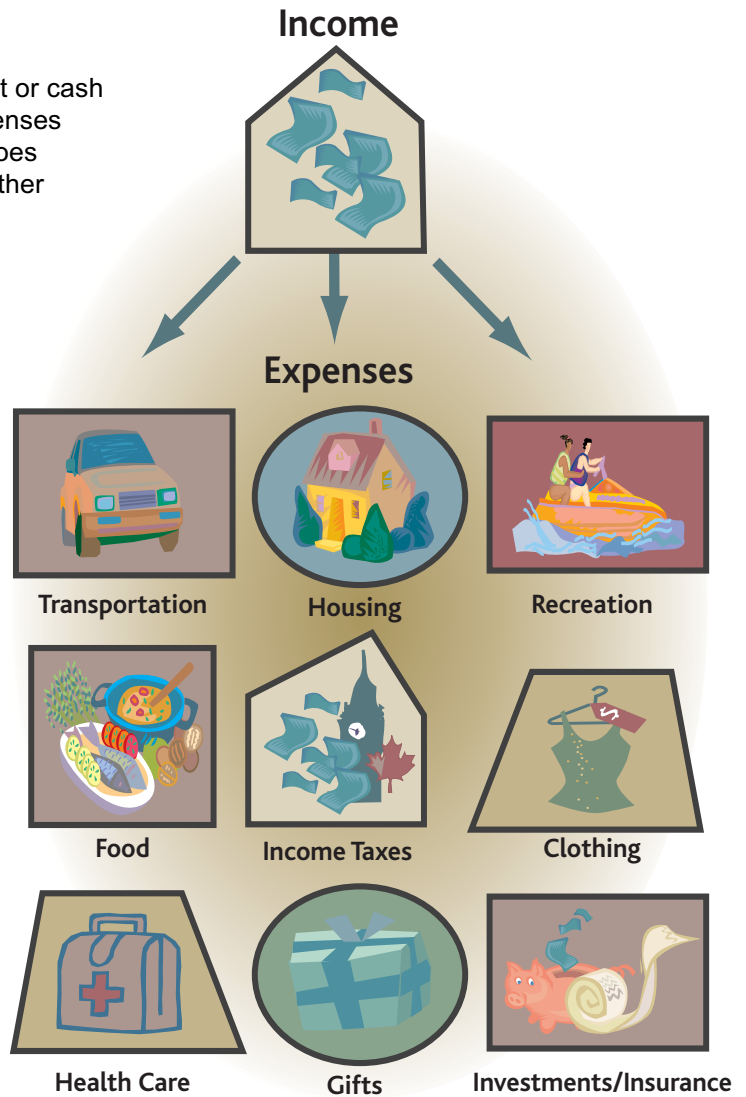 Income
t or cash
enses
oes
ther
Expenses
Transportation
Housing
Recreation
$
Food
Income Taxes
Clothing
Health Care
Gifts
Investments/Insurance